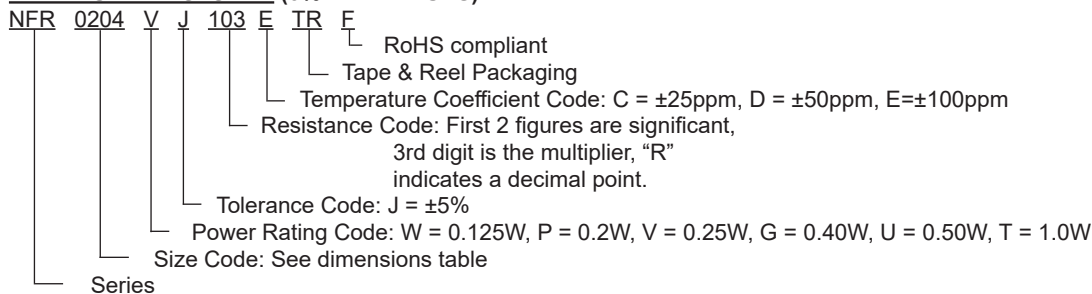 NFR 0204 V J 103 E TR F
RoHS compliant
Tape & Reel Packaging
Temperature Coefficient Code: C = ±25ppm, D = ±50ppm, E=±100ppm
Resistance Code: First 2 figures are significant,
3rd digit is the multiplier, “R”
indicates a decimal point.
Tolerance Code: J = ±5%
Power Rating Code: W = 0.125W, P = 0.2W, V = 0.25W, G = 0.40W, U = 0.50W, T = 1.0W
Size Code: See dimensions table
Series